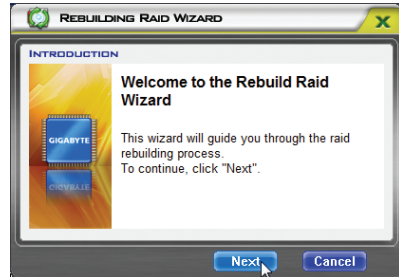 REBUILDING RAID WIZARD
X
INTRODUCTION
Welcome to the Rebuild Raid
Wizard
GIGABYTE
This wizard will guide you through the raid
rebuilding process.
To continue, click "Next".
Next
Cancel